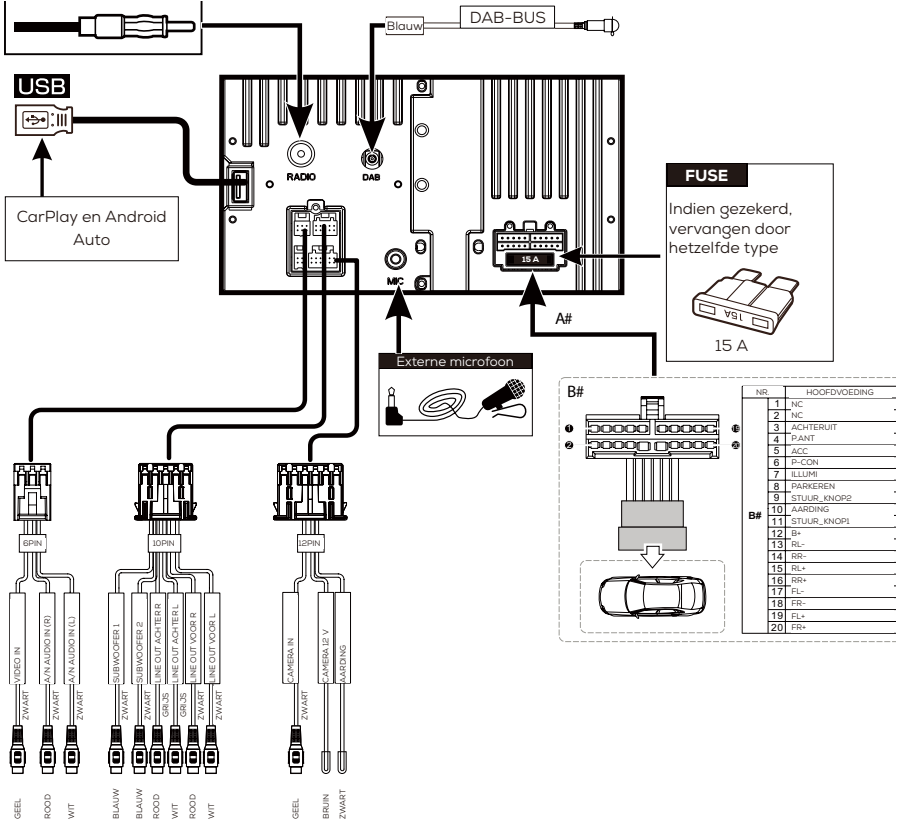 Blauw
DAB-BUS
USB
CarPlay en Android
Auto
RADIO
DAB
MIC
15 A
FUSE
Indien gezekerd,
vervangen door
hetzelfde type
15A
15 A
A#
Externe microfoon
B#
1
2
19
20
NR. HOOFDVOEDING
B#
1 NC
2 NC
3 ACHTERUIT
4 P.ANT
5 ACC
6 P-CON
7 ILLUMI
8 PARKEREN
9 STUUR_KNOP2
10 AARDING
11 STUUR_KNOP1
12 B+
13 RL-
14 RR-
15 RL+
16 RR+
17 FL-
18 FR-
19 FL+
20 FR+
6PIN
10PIN
12PIN
VIDEO IN
A/N AUDIO IN (R)
A/N AUDIO IN (L)
SUBWOOFER 1
SUBWOOFER 2
LINE OUT ACHTER R
LINE OUT ACHTER L
LINE OUT VOOR R
LINE OUT VOOR L
CAMERA IN
CAMERA 12 V
AARDING
ZWART
ZWART
ZWART
ZWART
ZWART
GRIJS
GRIJS
ZWART
ZWART
ZWART
GEEL
ROOD
WIT
BLAUW
BLAUW
ROOD
WIT
ROOD
WIT
GEEL
BRUIN
ZWART